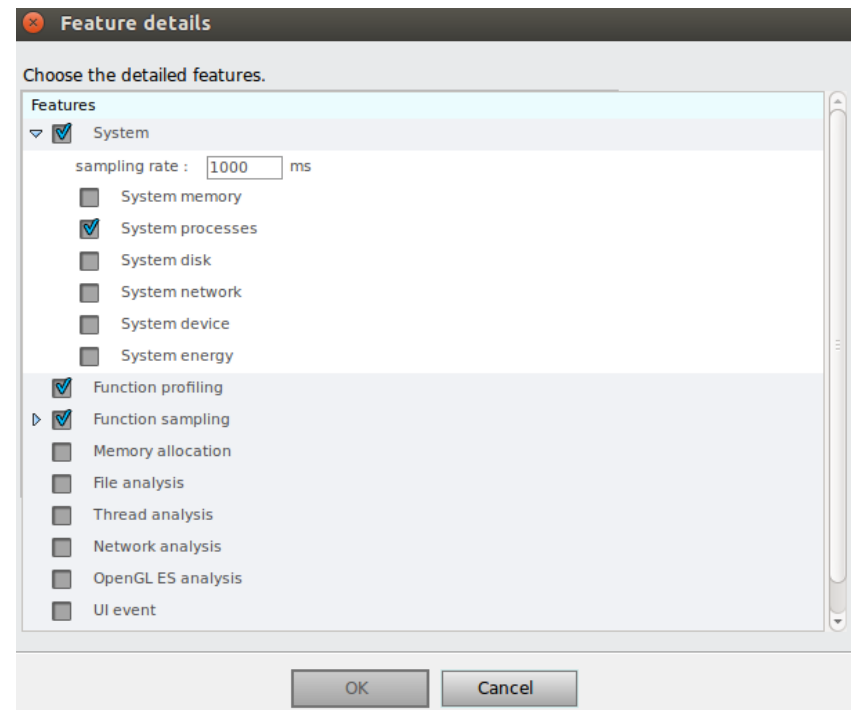 Feature details
Choose the detailed features.
Features
System
sampling rate : 1000 ms
System memory
System processes
System disk
System network
System device
System energy
Function profiling
Function sampling
Memory allocation
File analysis
Thread analysis
Network analysis
OpenGL ES analysis
UI event
OK Cancel